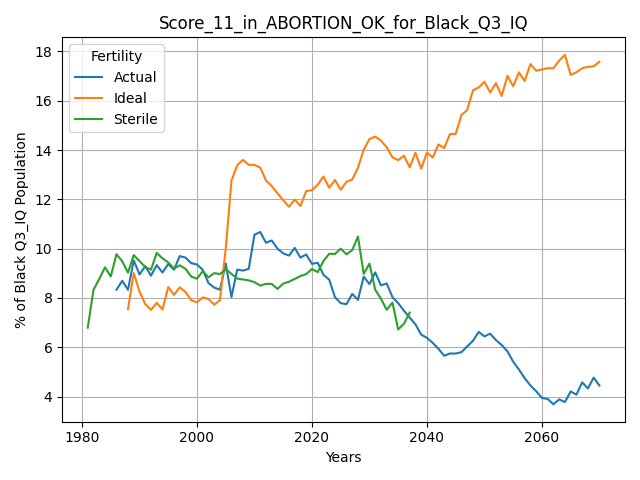 Score_11_in_ABORTION_OK_for_Black_Q3_IQ
% of Black Q3_IQ Population
18
16
14
12
10
8
6
4
Fertility
Actual
Ideal
Sterile
1980
2000
2020
2040
2060
Years